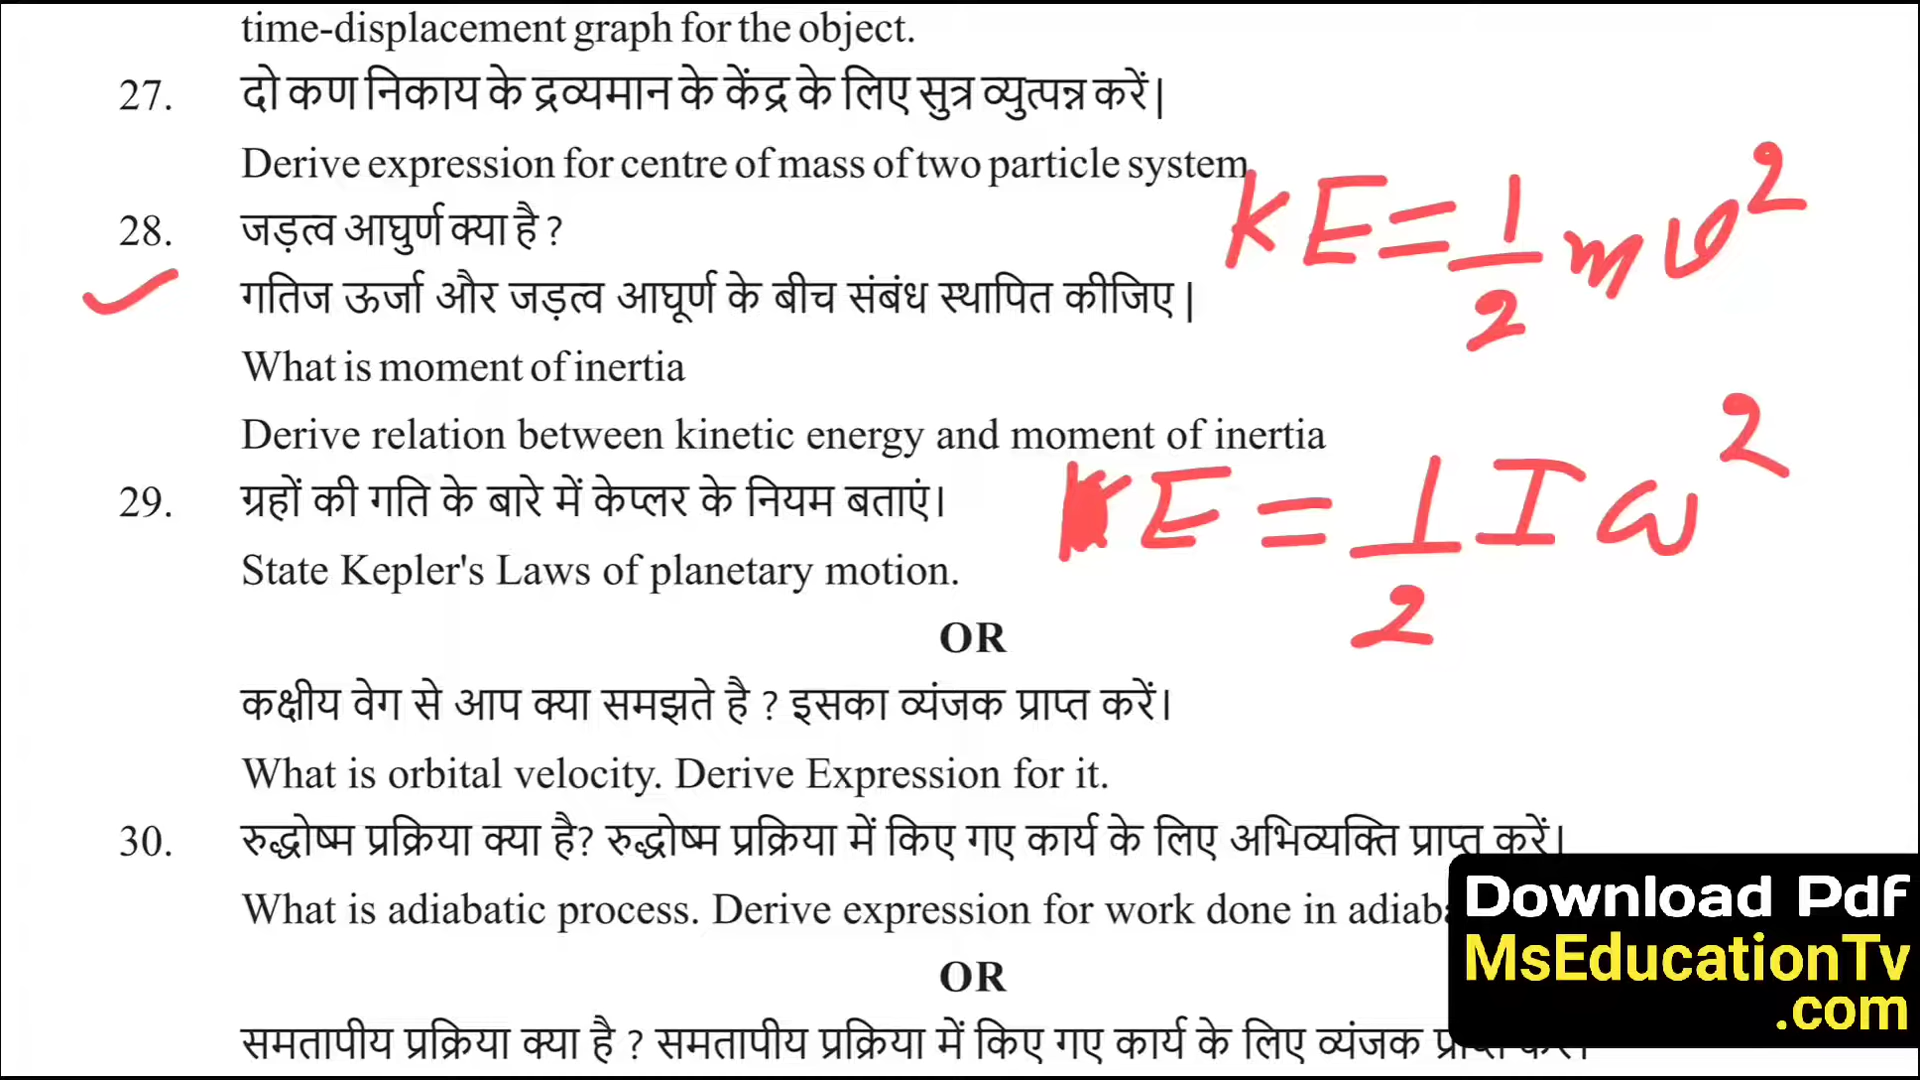 time-displacement graph for the object.
27. दो कण निकाय के द्रव्यमान के केंद्र के लिए सुत्र व्युत्पन्न करें|
Derive expression for centre of mass of two particle system
KE = 1/2 mv²
28. जड़त्व आघुर्ण क्या है ?
गतिज ऊर्जा और जड़त्व आघूर्ण के बीच संबंध स्थापित कीजिए |
What is moment of inertia
Derive relation between kinetic energy and moment of inertia
KE = 1/2 I ω²
29. ग्रहों की गति के बारे में केप्लर के नियम बताएं।
State Kepler's Laws of planetary motion.
OR
कक्षीय वेग से आप क्या समझते है ? इसका व्यंजक प्राप्त करें।
What is orbital velocity. Derive Expression for it.
30. रुद्धोष्म प्रक्रिया क्या है? रुद्धोष्म प्रक्रिया में किए गए कार्य के लिए अभिव्यक्ति प्राप्त करें।
What is adiabatic process. Derive expression for work done in
OR
समतापीय प्रक्रिया क्या है ? समतापीय प्रक्रिया में किए गए कार्य के लिए व्यंजक
Download Pdf
MsEducationTv
.com